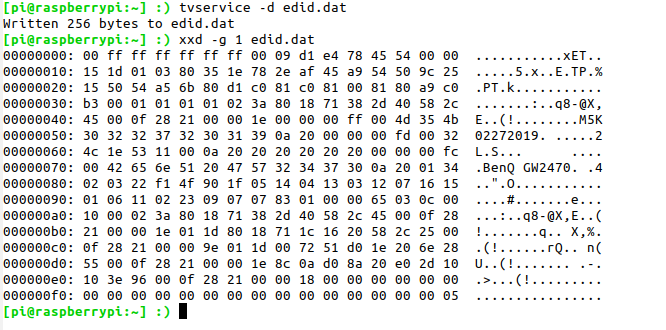 [pi@raspberrypi:~] :) tvservice -d edid.dat
Written 256 bytes to edid.dat
[pi@raspberrypi:~] :) xxd -g 1 edid.dat
00000000: 00 ff ff ff ff ff ff 00 09 d1 e4 78 45 54 00 00  ...........xET..
00000010: 15 1d 01 03 80 35 1e 78 2e af 45 a9 54 50 9c 25  .....5.x..E.TP.%
00000020: 15 50 54 a5 6b 80 d1 c0 81 c0 81 00 81 80 a9 c0  .PT.k...........
00000030: b3 00 01 01 01 01 02 3a 80 18 71 38 2d 40 58 2c  .......:..q8-@X,
00000040: 45 00 0f 28 21 00 00 1e 00 00 00 ff 00 4d 35 4b  E..(!........M5K
00000050: 30 32 32 37 32 30 31 39 0a 20 00 00 00 fd 00 32  02272019. .....2
00000060: 4c 1e 53 11 00 0a 20 20 20 20 20 20 00 00 00 fc  L.S...      ....
00000070: 00 42 65 6e 51 20 47 57 32 34 37 30 0a 20 01 34  .BenQ GW2470. .4
00000080: 02 03 22 f1 4f 90 1f 05 14 04 13 03 12 07 16 15  ..".O...........
00000090: 01 06 11 02 23 09 07 07 83 01 00 00 65 03 0c 00  ....#.......e...
000000a0: 10 00 02 3a 80 18 71 38 2d 40 58 2c 45 00 0f 28  ...:..q8-@X,E..(
000000b0: 21 00 00 1e 01 1d 80 18 71 1c 16 20 58 2c 25 00  !.......q.. X,%.
000000c0: 0f 28 21 00 00 9e 01 1d 00 72 51 d0 1e 20 6e 28  .(!......rQ.. n(
000000d0: 55 00 0f 28 21 00 00 1e 8c 0a d0 8a 20 e0 2d 10  U..(!....... .-.
000000e0: 10 3e 96 00 0f 28 21 00 00 18 00 00 00 00 00 00  .>...(!.........
000000f0: 00 00 00 00 00 00 00 00 00 00 00 00 00 00 00 05  ................
[pi@raspberrypi:~] :)